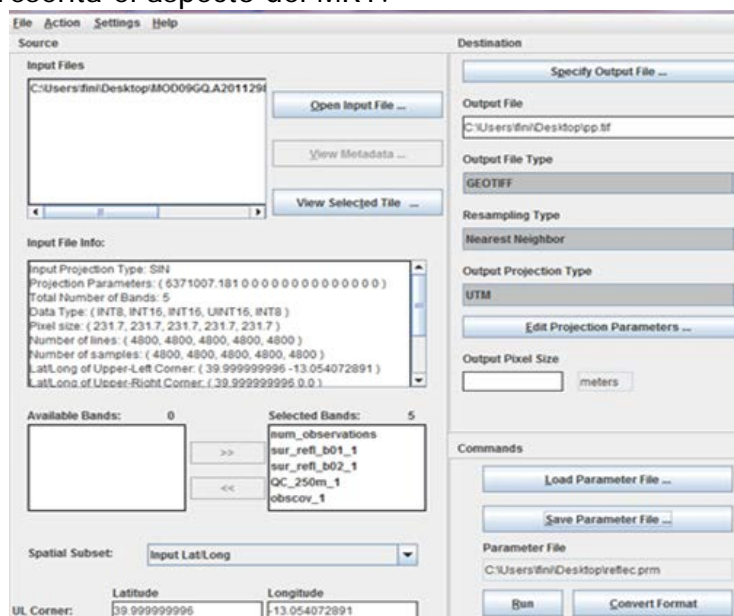 File Action Settings Help
Source
Input Files
C:\Users\fini\Desktop\MOD09GQ.A201129
Open Input File ...
View Metadata ...
View Selected Tile ...
Input File Info:
Input Projection Type: SIN
Projection Parameters: ( 6371007.181 0 0 0 0 0 0 0 0 0 0 0 0 0 0 )
Total Number of Bands: 5
Data Type: ( INT8, INT16, INT16, UINT16, INT8 )
Pixel size: ( 231.7, 231.7, 231.7, 231.7, 231.7 )
Number of lines: ( 4800, 4800, 4800, 4800, 4800 )
Number of samples: ( 4800, 4800, 4800, 4800, 4800 )
Lat/Long of Upper-Left Corner: ( 39.999999996 -13.054072891 )
Lat/Long of Upper-Right Corner: ( 39.999999996 0.0 )
Available Bands: 0
Selected Bands: 5
>>
<<
num_observations
sur_refl_b01_1
sur_refl_b02_1
QC_250m_1
obscov_1
Spatial Subset: Input Lat/Long
Latitude Longitude
UL Corner: 39.999999996 -13.054072891
Destination
Specify Output File ...
Output File
C:\Users\fini\Desktop\pp.tif
Output File Type
GEOTIFF
Resampling Type
Nearest Neighbor
Output Projection Type
UTM
Edit Projection Parameters ...
Output Pixel Size
meters
Commands
Load Parameter File ...
Save Parameter File ...
Parameter File
C:\Users\fini\Desktop\reflec.prm
Run Convert Format